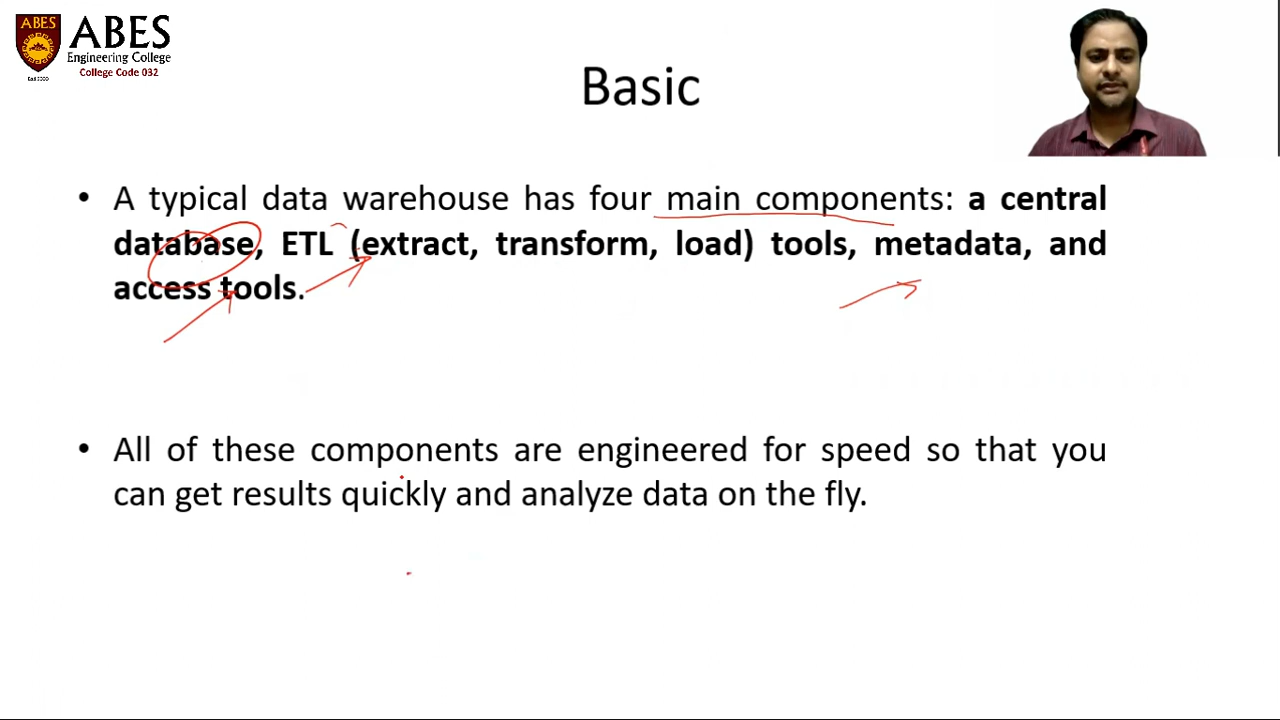 ABES
ABES
Engineering College
College Code 032
Basic
• A typical data warehouse has four main components: a central
database, ETL (extract, transform, load) tools, metadata, and
access tools.
• All of these components are engineered for speed so that you
can get results quickly and analyze data on the fly.